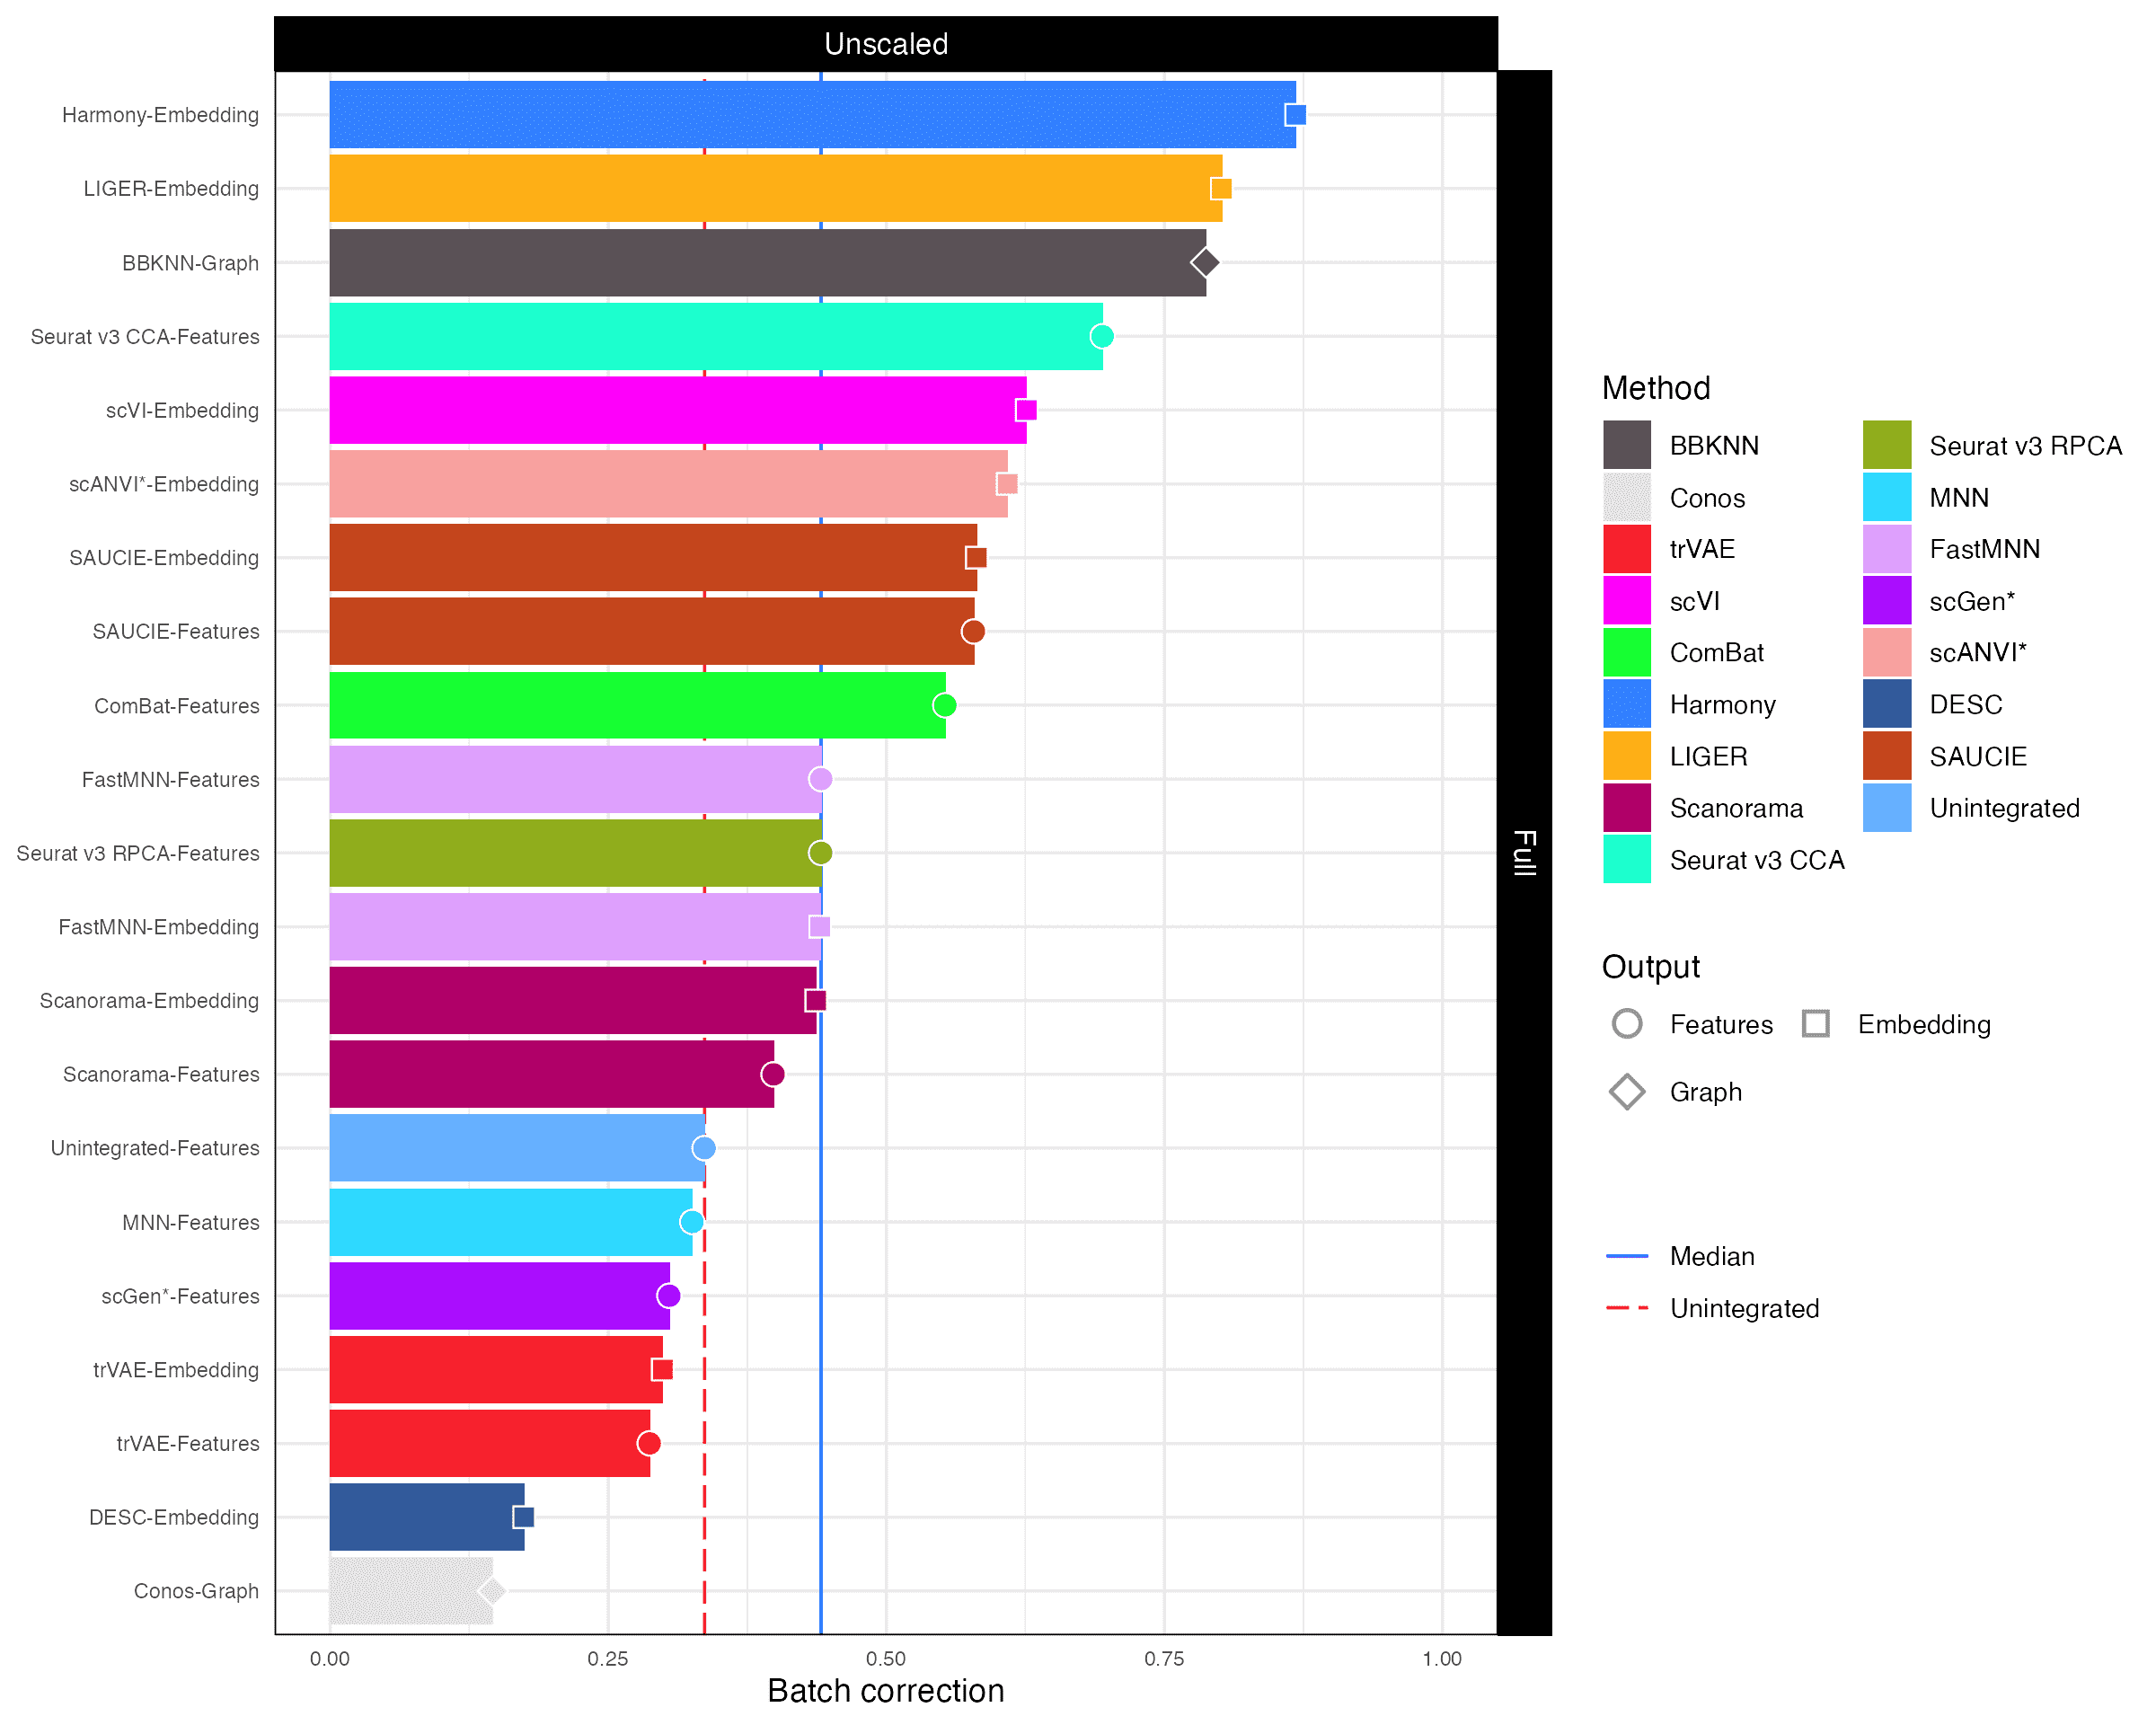 Unscaled
Harmony-Embedding
LIGER-Embedding
BBKNN-Graph
Seurat v3 CCA-Features
scVI-Embedding
scANVI*-Embedding
SAUCIE-Embedding
SAUCIE-Features
ComBat-Features
FastMNN-Features
Seurat v3 RPCA-Features
FastMNN-Embedding
Scanorama-Embedding
Scanorama-Features
Unintegrated-Features
MNN-Features
scGen*-Features
trVAE-Embedding
trVAE-Features
DESC-Embedding
Conos-Graph
0.00 0.25 0.50 0.75 1.00
Batch correction
Full
Method
BBKNN Seurat v3 RPCA
Conos MNN
trVAE FastMNN
scVI scGen*
ComBat scANVI*
Harmony DESC
LIGER SAUCIE
Scanorama Unintegrated
Seurat v3 CCA
Output
Features Embedding
Graph
Median
Unintegrated